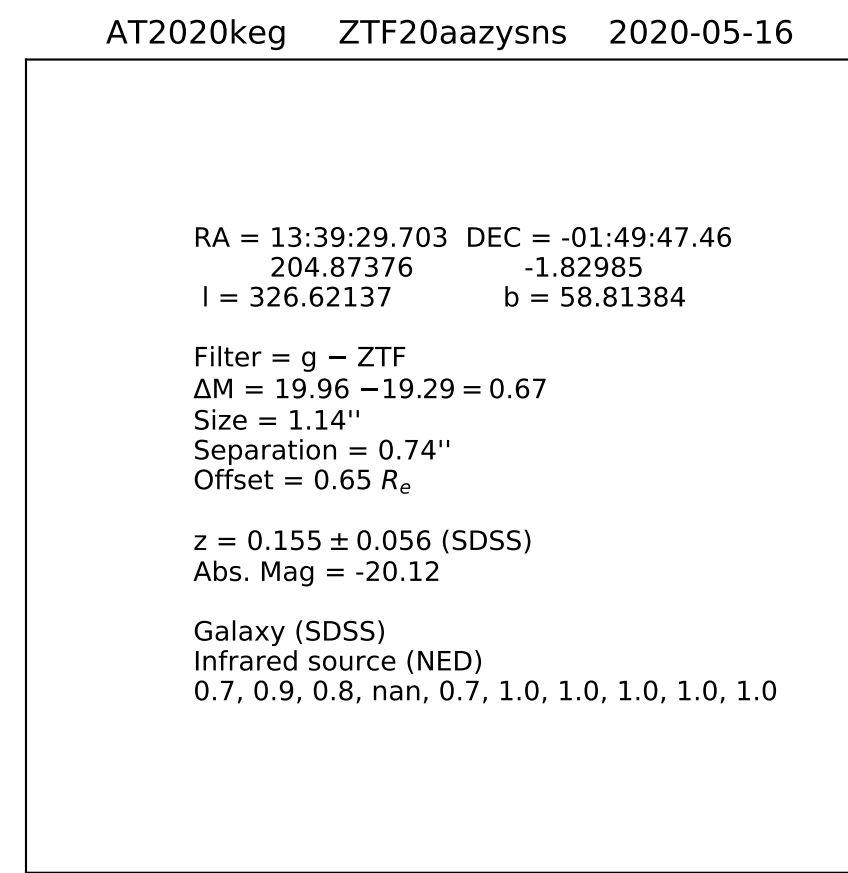 AT2020keg ZTF20aazysns 2020-05-16
RA = 13:39:29.703 DEC = -01:49:47.46
204.87376 -1.82985
l = 326.62137 b = 58.81384
Filter = g − ZTF
ΔM = 19.96 −19.29 = 0.67
Size = 1.14''
Separation = 0.74''
Offset = 0.65 Re
z = 0.155 ± 0.056 (SDSS)
Abs. Mag = -20.12
Galaxy (SDSS)
Infrared source (NED)
0.7, 0.9, 0.8, nan, 0.7, 1.0, 1.0, 1.0, 1.0, 1.0